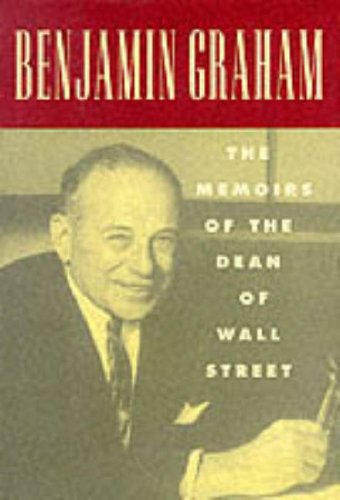 BENJAMIN GRAHAM
THE
MEMOIRS
OF THE
DEAN
OF
WALL
STREET